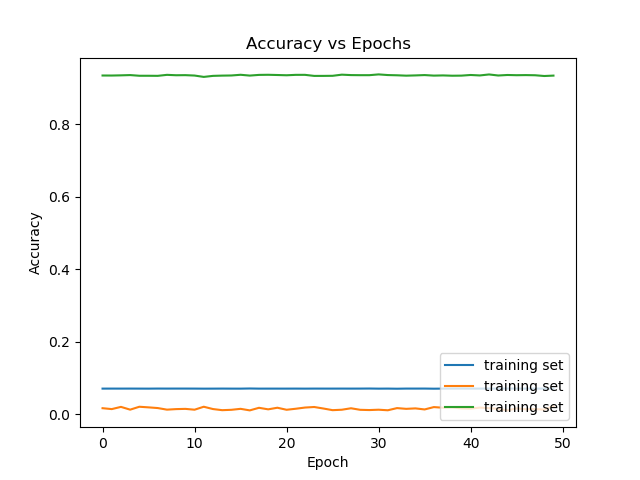 Accuracy vs Epochs
Accuracy
0.8
0.6
0.4
0.2
0.0
training set
training set
training set
0 10 20 30 40 50
Epoch